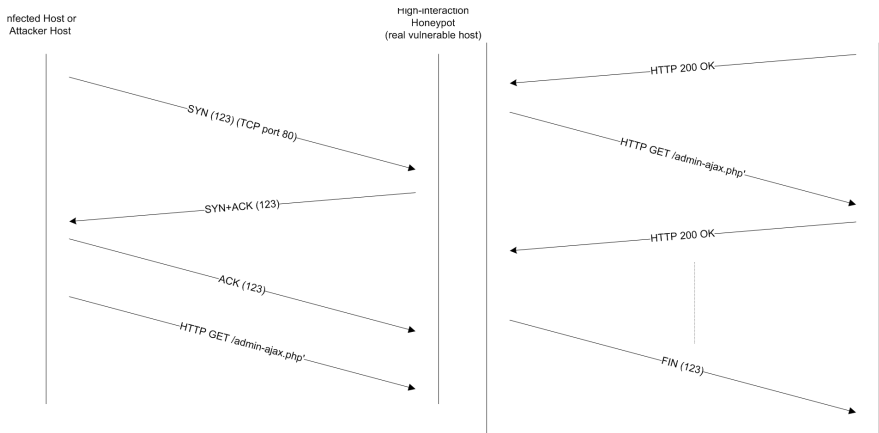 nfected Host or
Attacker Host
High-Interaction
Honeypot
(real vulnerable host)
SYN (123) (TCP port 80)
SYN+ACK (123)
ACK (123)
HTTP GET /admin-ajax.php'
HTTP 200 OK
HTTP GET /admin-ajax.php'
HTTP 200 OK
FIN (123)